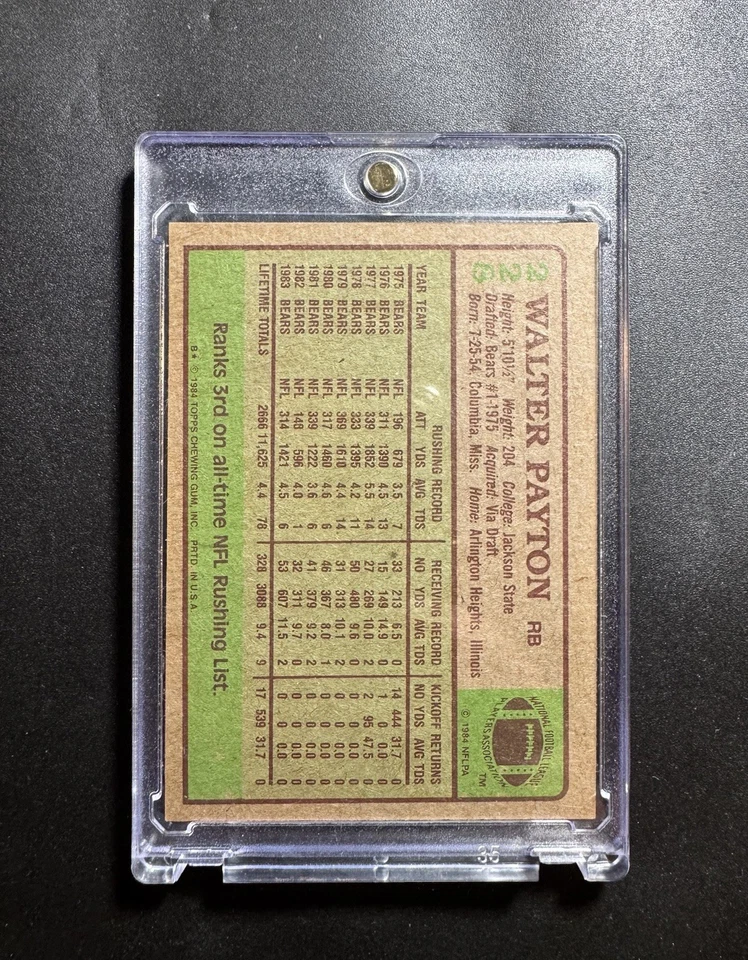 WALTER PAYTON RB
Height: 5'10½" Weight: 204 College: Jackson State
Drafted: Bears #1-1975 Acquired: Via Draft
Born: 7-25-54, Columbia, Miss. Home: Arlington Heights, Illinois
NATIONAL FOOTBALL LEAGUE
PLAYERS ASSOCIATION
TM
© 1984 NFLPA
RUSHING RECORD RECEIVING RECORD KICKOFF RETURNS
YEAR TEAM ATT YDS AVG TDS NO YDS AVG TDS NO YDS AVG TDS
1975 BEARS NFL 196 679 3.5 7 33 213 6.5 0 14 444 31.7 0
1976 BEARS NFL 311 1390 4.5 13 15 149 14.9 0 1 0 0.0 0
1977 BEARS NFL 339 1852 5.5 14 27 269 10.0 2 2 95 47.5 0
1978 BEARS NFL 333 1395 4.2 11 50 480 9.6 0 0 0 0.0 0
1979 BEARS NFL 369 1610 4.4 14 31 313 10.1 2 0 0 0.0 0
1980 BEARS NFL 317 1460 4.6 6 46 367 8.0 1 0 0 0.0 0
1981 BEARS NFL 339 1222 3.6 6 41 379 9.2 2 0 0 0.0 0
1982 BEARS NFL 148 596 4.0 1 32 311 9.7 0 0 0 0.0 0
1983 BEARS NFL 314 1421 4.5 6 53 607 11.5 2 0 0 0.0 0
LIFETIME TOTALS 2666 11,625 4.4 78 328 3088 9.4 9 17 539 31.7 0
Ranks 3rd on all-time NFL Rushing List.
B* © 1984 TOPPS CHEWING GUM, INC. PRTD. IN U.S.A.
35